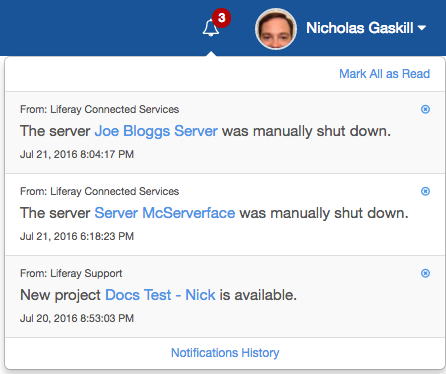 3
Nicholas Gaskill
Mark All as Read
From: Liferay Connected Services
The server Joe Bloggs Server was manually shut down.
Jul 21, 2016 8:04:17 PM
From: Liferay Connected Services
The server Server McServerface was manually shut down.
Jul 21, 2016 6:18:23 PM
From: Liferay Support
New project Docs Test - Nick is available.
Jul 20, 2016 8:53:03 PM
Notifications History